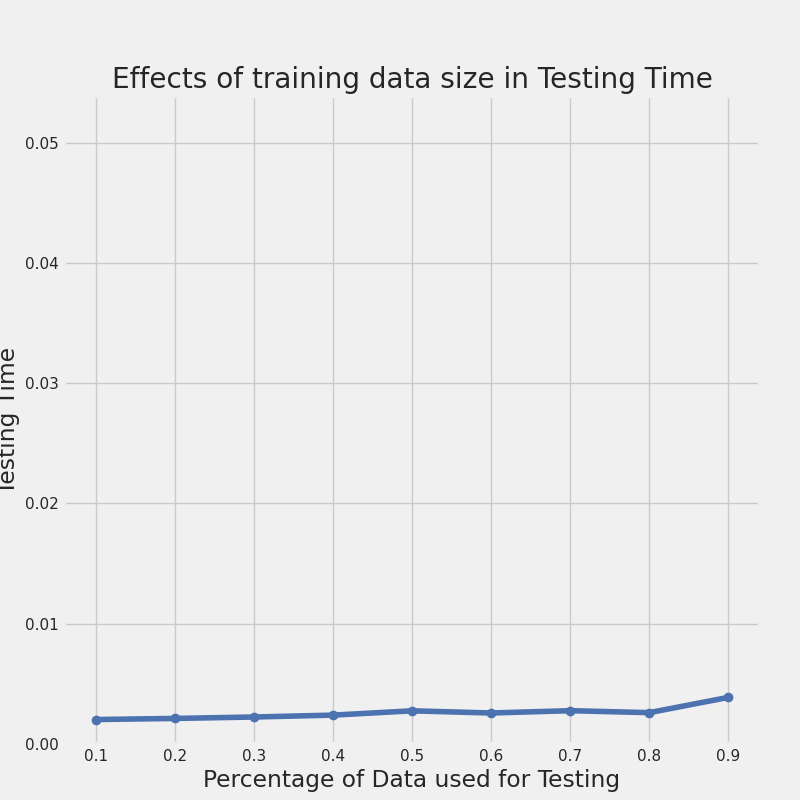 Effects of training data size in Testing Time
0.05
0.04
0.03
0.02
0.01
0.00
Testing Time
0.1 0.2 0.3 0.4 0.5 0.6 0.7 0.8 0.9
Percentage of Data used for Testing